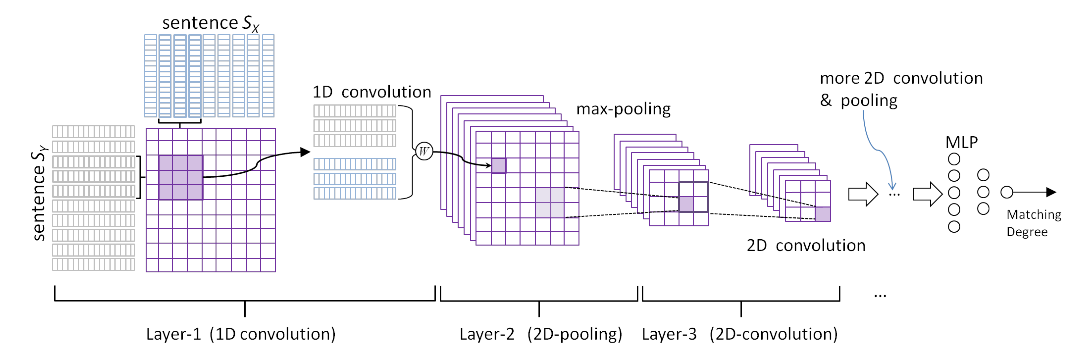 sentence S_X
sentence S_Y
1D convolution
W
max-pooling
2D convolution
more 2D convolution
& pooling
...
MLP
Matching
Degree
...
Layer-1 (1D convolution)
Layer-2 (2D-pooling)
Layer-3 (2D-convolution)